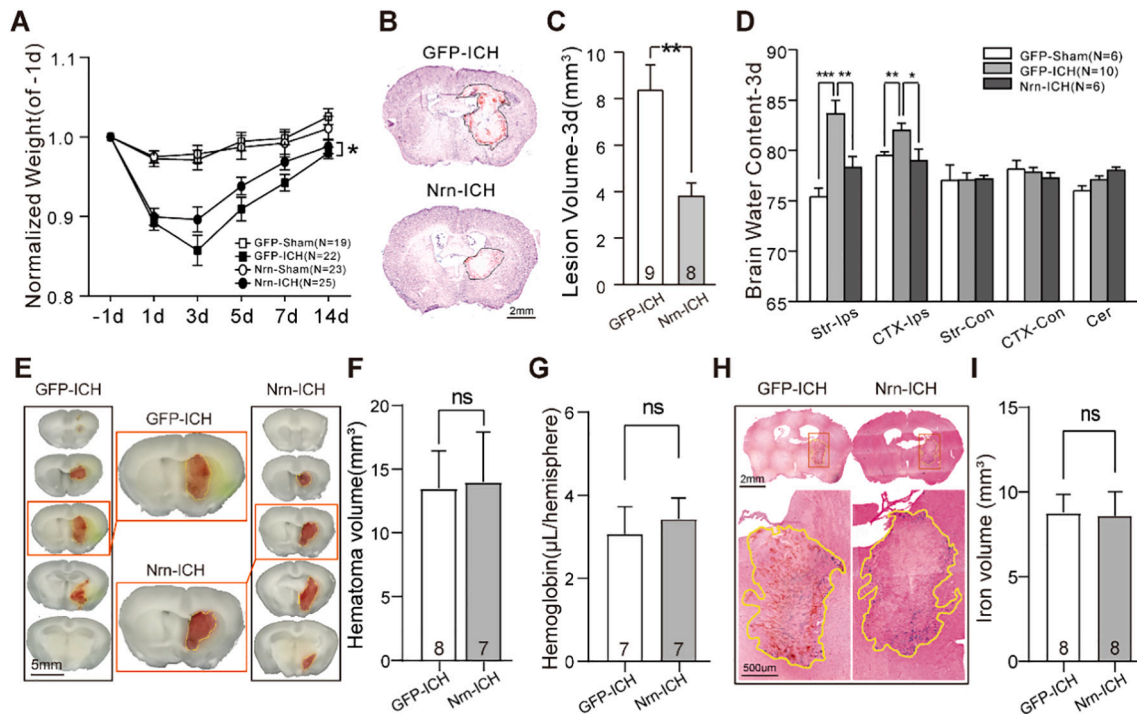 A
Normalized Weight(of -1d)
1.1
1.0
0.9
0.8
-1d 1d 3d 5d 7d 14d
*
GFP-Sham(N=19)
GFP-ICH(N=22)
Nrn-Sham(N=23)
Nrn-ICH(N=25)
B
GFP-ICH
Nrn-ICH
2mm
C
Lesion Volume-3d(mm³)
10
8
6
4
2
0
**
9 8
GFP-ICH Nrn-ICH
D
Brain Water Content-3d
90
85
80
75
70
65
*** ** ** *
GFP-Sham(N=6)
GFP-ICH(N=10)
Nrn-ICH(N=6)
Str-Ips CTX-Ips Str-Con CTX-Con Cer
E
GFP-ICH
GFP-ICH
Nrn-ICH
Nrn-ICH
5mm
F
Hematoma volume(mm³)
20
15
10
5
0
ns
8 7
GFP-ICH Nrn-ICH
G
Hemoglobin(μL/hemisphere)
6
4
2
0
ns
7 7
GFP-ICH Nrn-ICH
H
GFP-ICH Nrn-ICH
2mm
500um
I
Iron volume (mm³)
15
10
5
0
ns
8 8
GFP-ICH Nrn-ICH